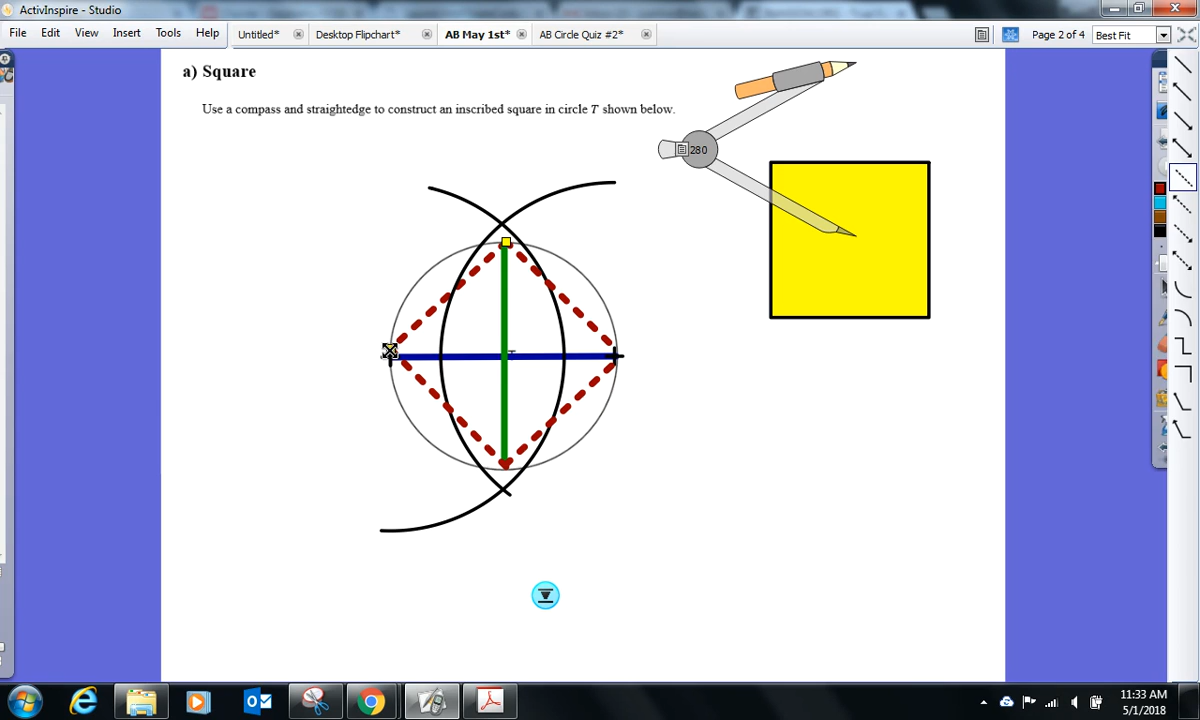 ActivInspire - Studio
File Edit View Insert Tools Help
Untitled* Desktop Flipchart* AB May 1st* AB Circle Quiz #2*
Page 2 of 4 Best Fit
a) Square
Use a compass and straightedge to construct an inscribed square in circle T shown below.
280
T
11:33 AM
5/1/2018